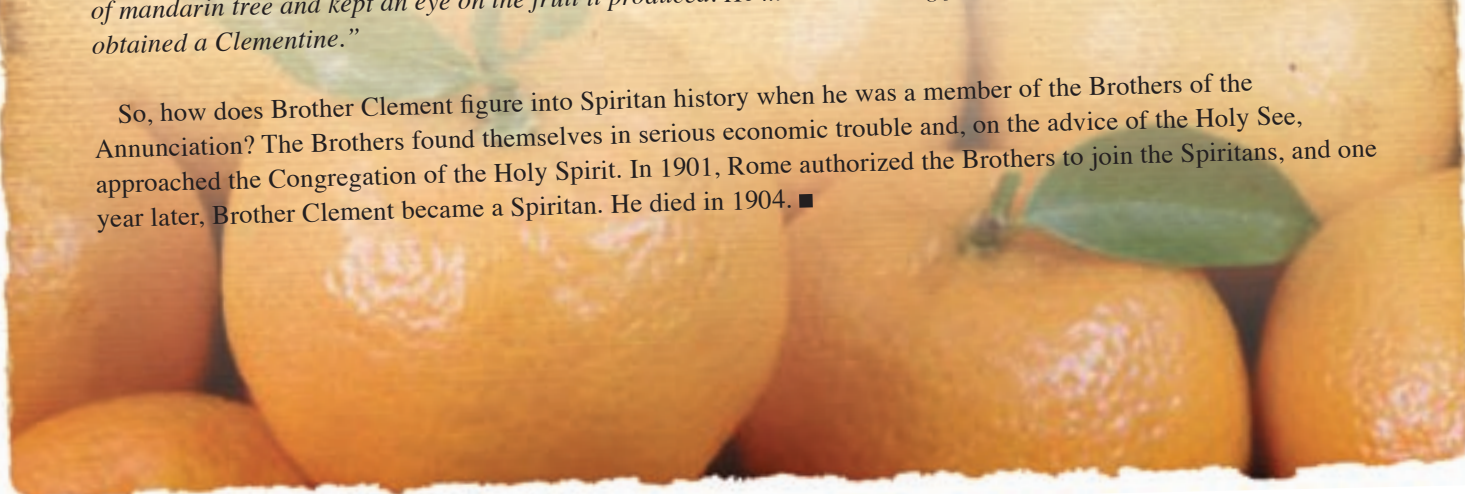 of mandarin tree and kept an eye on the fruit it produced.
obtained a Clementine.”
So, how does Brother Clement figure into Spiritan history when he was a member of the Brothers of the
Annunciation? The Brothers found themselves in serious economic trouble and, on the advice of the Holy See,
approached the Congregation of the Holy Spirit. In 1901, Rome authorized the Brothers to join the Spiritans, and one
year later, Brother Clement became a Spiritan. He died in 1904. ■